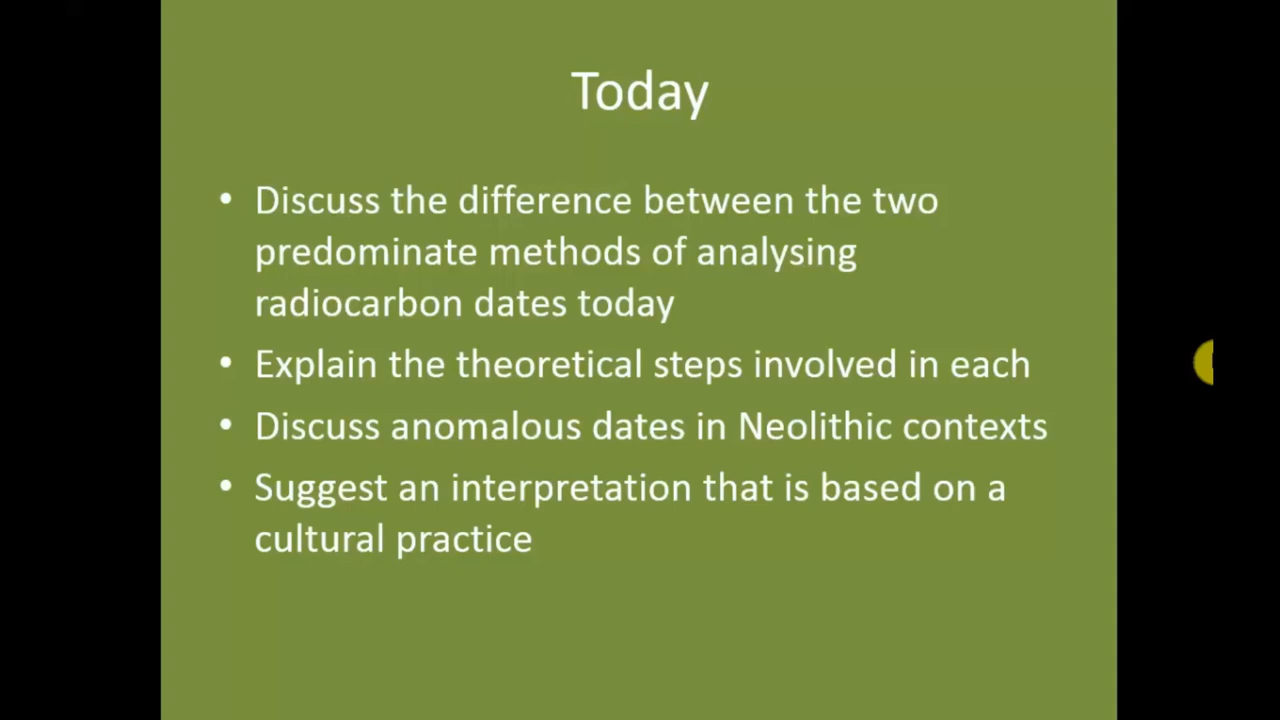 Today
• Discuss the difference between the two
predominate methods of analysing
radiocarbon dates today
• Explain the theoretical steps involved in each
• Discuss anomalous dates in Neolithic contexts
• Suggest an interpretation that is based on a
cultural practice